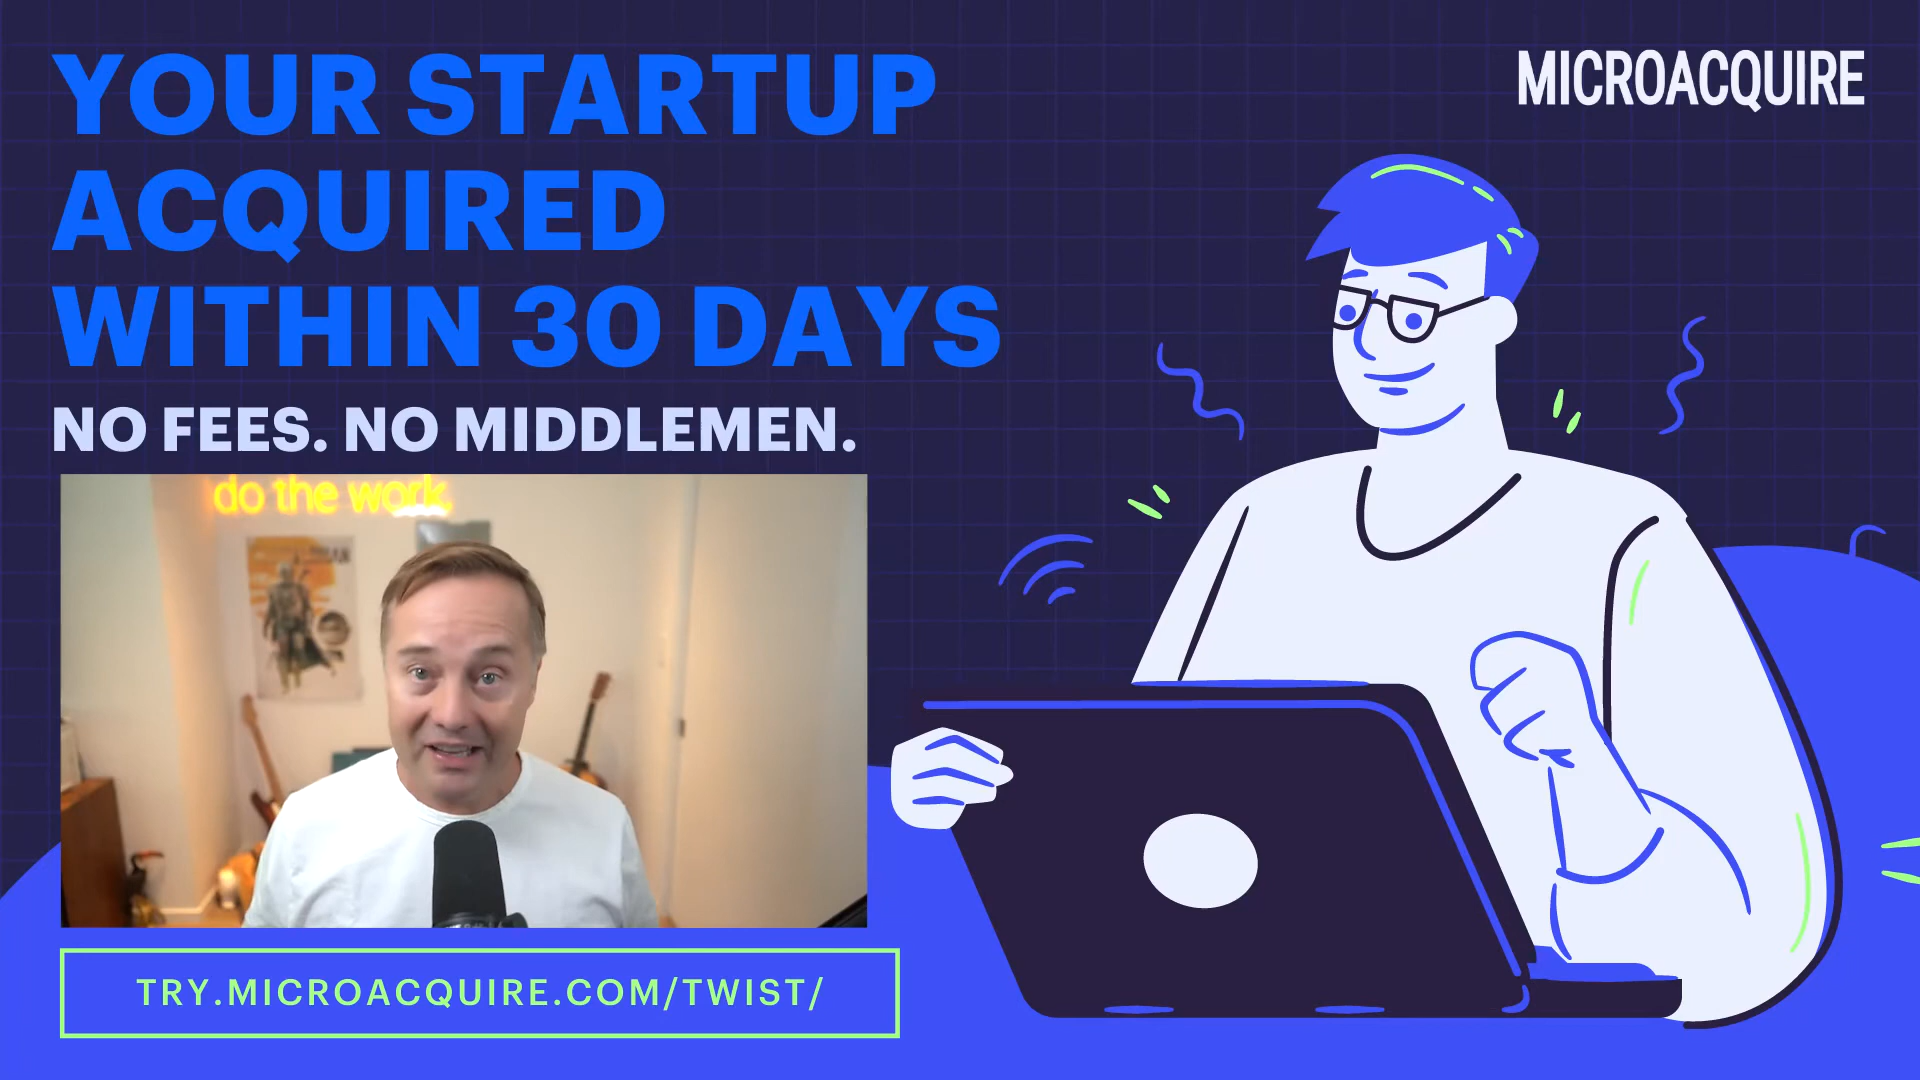 YOUR STARTUP
ACQUIRED
WITHIN 30 DAYS
NO FEES. NO MIDDLEMEN.
MICROACQUIRE
do the work.
TRY.MICROACQUIRE.COM/TWIST/